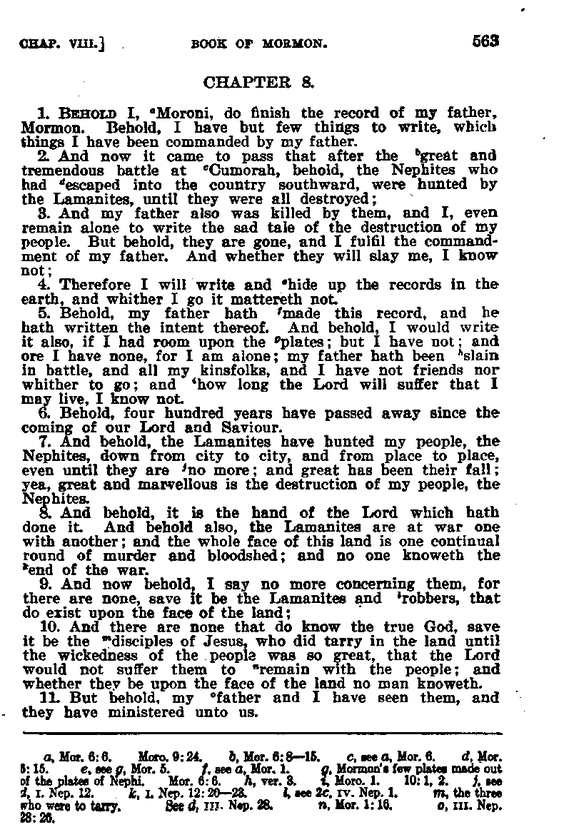 CHAP. VIII.] BOOK OF MORMON. 563
CHAPTER 8.
1. BEHOLD I, ᵃMoroni, do finish the record of my father,
Mormon. Behold, I have but few things to write, which
things I have been commanded by my father.
2. And now it came to pass that after the ᵇgreat and
tremendous battle at ᶜCumorah, behold, the Nephites who
had ᵈescaped into the country southward, were hunted by
the Lamanites, until they were all destroyed;
3. And my father also was killed by them, and I, even
remain alone to write the sad tale of the destruction of my
people. But behold, they are gone, and I fulfil the command-
ment of my father. And whether they will slay me, I know
not;
4. Therefore I will write and ᵉhide up the records in the
earth, and whither I go it mattereth not.
5. Behold, my father hath ᶠmade this record, and he
hath written the intent thereof. And behold, I would write
it also, if I had room upon the ᵍplates; but I have not; and
ore I have none, for I am alone; my father hath been ʰslain
in battle, and all my kinsfolks, and I have not friends nor
whither to go; and ⁱhow long the Lord will suffer that I
may live, I know not.
6. Behold, four hundred years have passed away since the
coming of our Lord and Saviour.
7. And behold, the Lamanites have hunted my people, the
Nephites, down from city to city, and from place to place,
even until they are ʲno more; and great has been their fall;
yea, great and marvellous is the destruction of my people, the
Nephites.
8. And behold, it is the hand of the Lord which hath
done it. And behold also, the Lamanites are at war one
with another; and the whole face of this land is one continual
round of murder and bloodshed; and no one knoweth the
ᵏend of the war.
9. And now behold, I say no more concerning them, for
there are none, save it be the Lamanites and ˡrobbers, that
do exist upon the face of the land;
10. And there are none that do know the true God, save
it be the ᵐdisciples of Jesus, who did tarry in the land until
the wickedness of the people was so great, that the Lord
would not suffer them to ⁿremain with the people; and
whether they be upon the face of the land no man knoweth.
11. But behold, my ᵒfather and I have seen them, and
they have ministered unto us.
a, Mor. 6:6. Moro. 9:24. b, Mor. 6:8—15. c, see a, Mor. 6. d, Mor.
6:15. e, see g, Mor. 5. f, see a, Mor. 1. g, Mormon's few plates made out
of the plates of Nephi. Mor. 6:6. h, ver. 3. i, Moro. 1. 10:1, 2. j, see
d, I. Nep. 12. k, I. Nep. 12:20—23. l, see 2c, IV. Nep. 1. m, the three
who were to tarry. See d, III. Nep. 28. n, Mor. 1:16. o, III. Nep.
28:26.